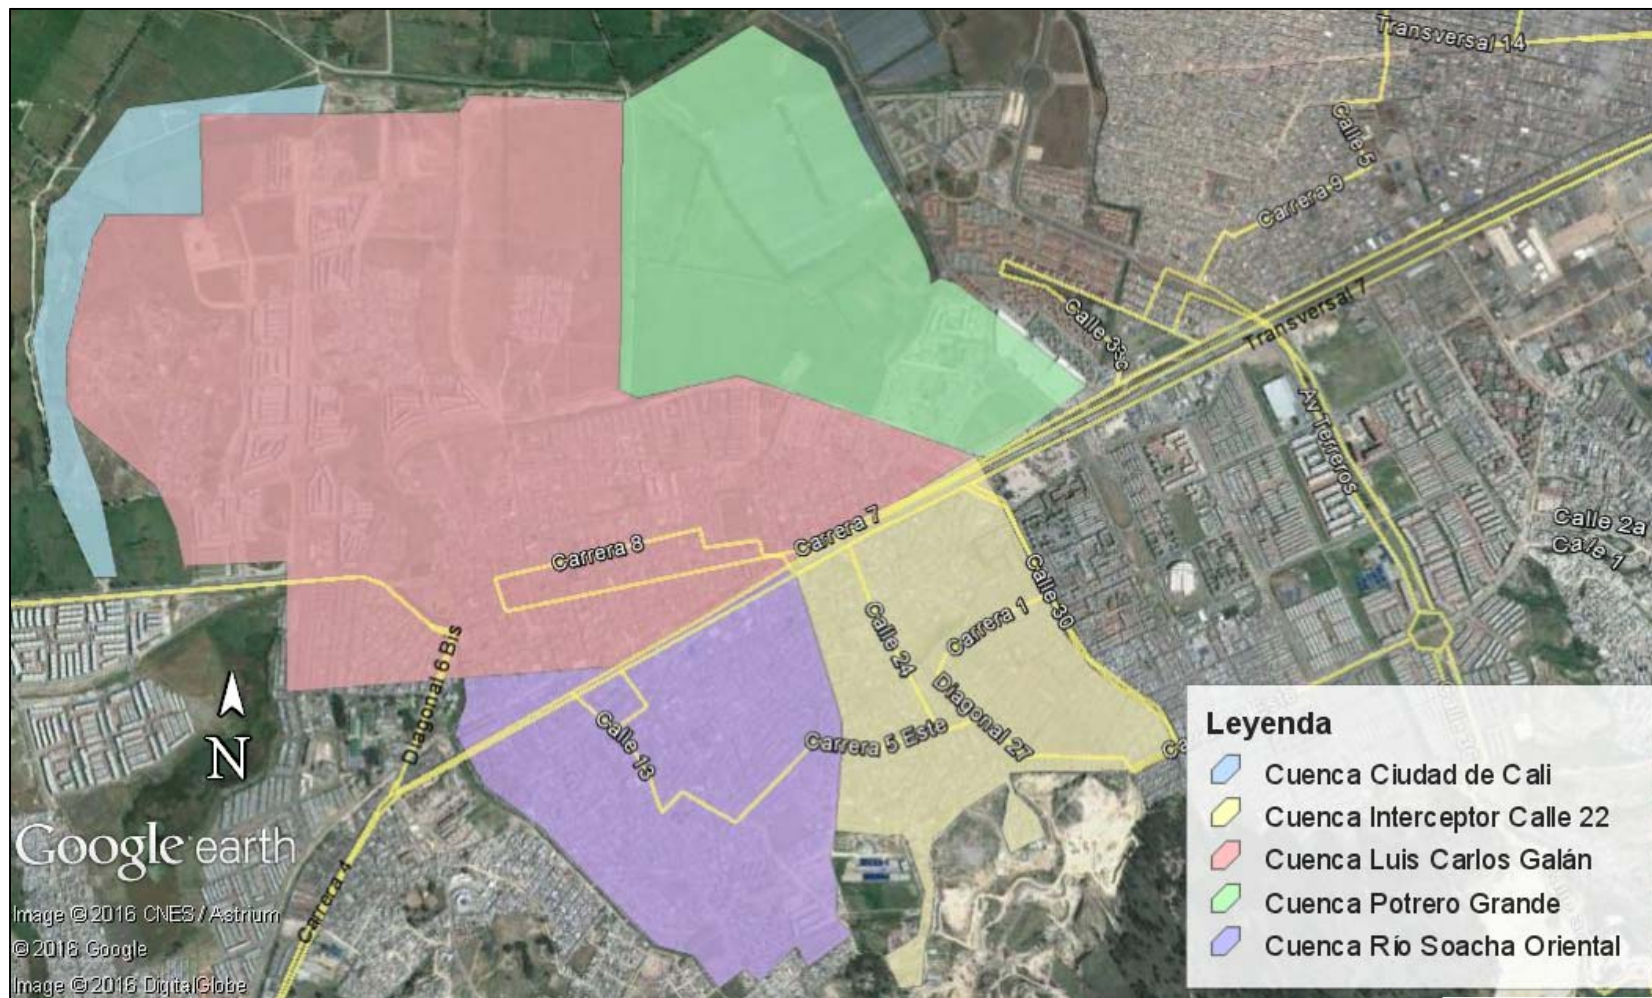 Transversal 14
Calle 5
Carrera 9
Transversal 7
Calle 33c
Av Terreros
Calle 2a
Calle 1
Carrera 7
Carrera 8
Calle 30
Carrera 1
Calle 24
Diagonal 6 Bis
Diagonal 27
Carrera 5 Este
Calle 13
Carrera 4
N
Google earth
Image © 2016 CNES / Astrium
© 2016 Google
Image © 2016 DigitalGlobe
Leyenda
Cuenca Ciudad de Cali
Cuenca Interceptor Calle 22
Cuenca Luis Carlos Galán
Cuenca Potrero Grande
Cuenca Río Soacha Oriental